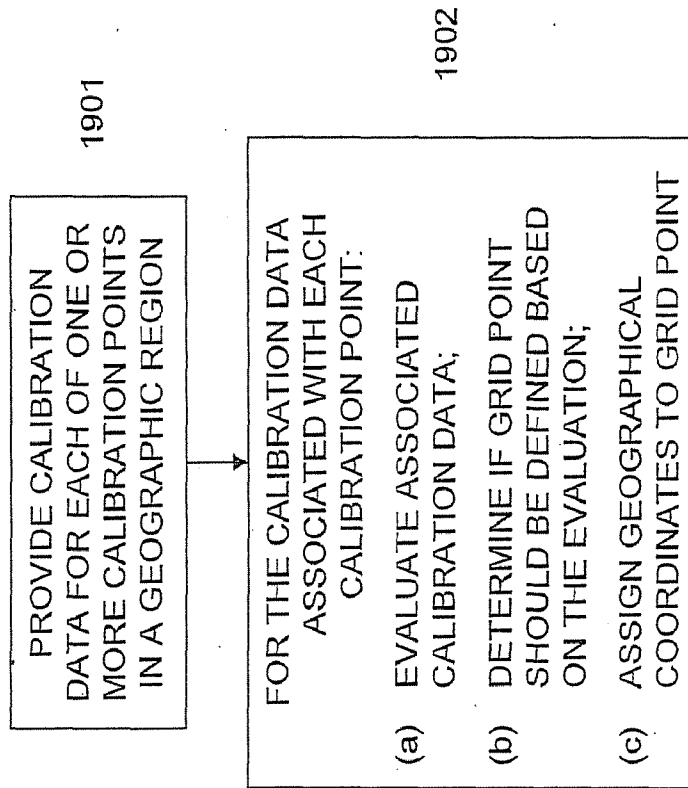 PROVIDE CALIBRATION
DATA FOR EACH OF ONE OR
MORE CALIBRATION POINTS
IN A GEOGRAPHIC REGION
1901
FOR THE CALIBRATION DATA
ASSOCIATED WITH EACH
CALIBRATION POINT:
(a) EVALUATE ASSOCIATED
CALIBRATION DATA;
(b) DETERMINE IF GRID POINT
SHOULD BE DEFINED BASED
ON THE EVALUATION;
(c) ASSIGN GEOGRAPHICAL
COORDINATES TO GRID POINT
1902